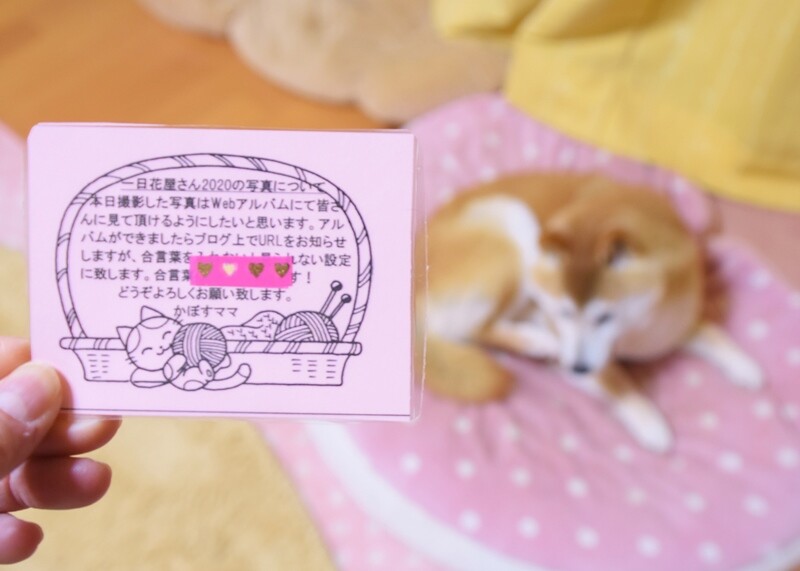 一日花屋さん2020の写真について
本日撮影した写真はWebアルバムにて皆さ
んに見て頂けるようにしたいと思います。アル
バムができましたらブログ上でURLをお知らせ
しますが、合言葉を れない設定
に致します。合言葉 す！
どうぞよろしくお願い致します。
かぼすママ